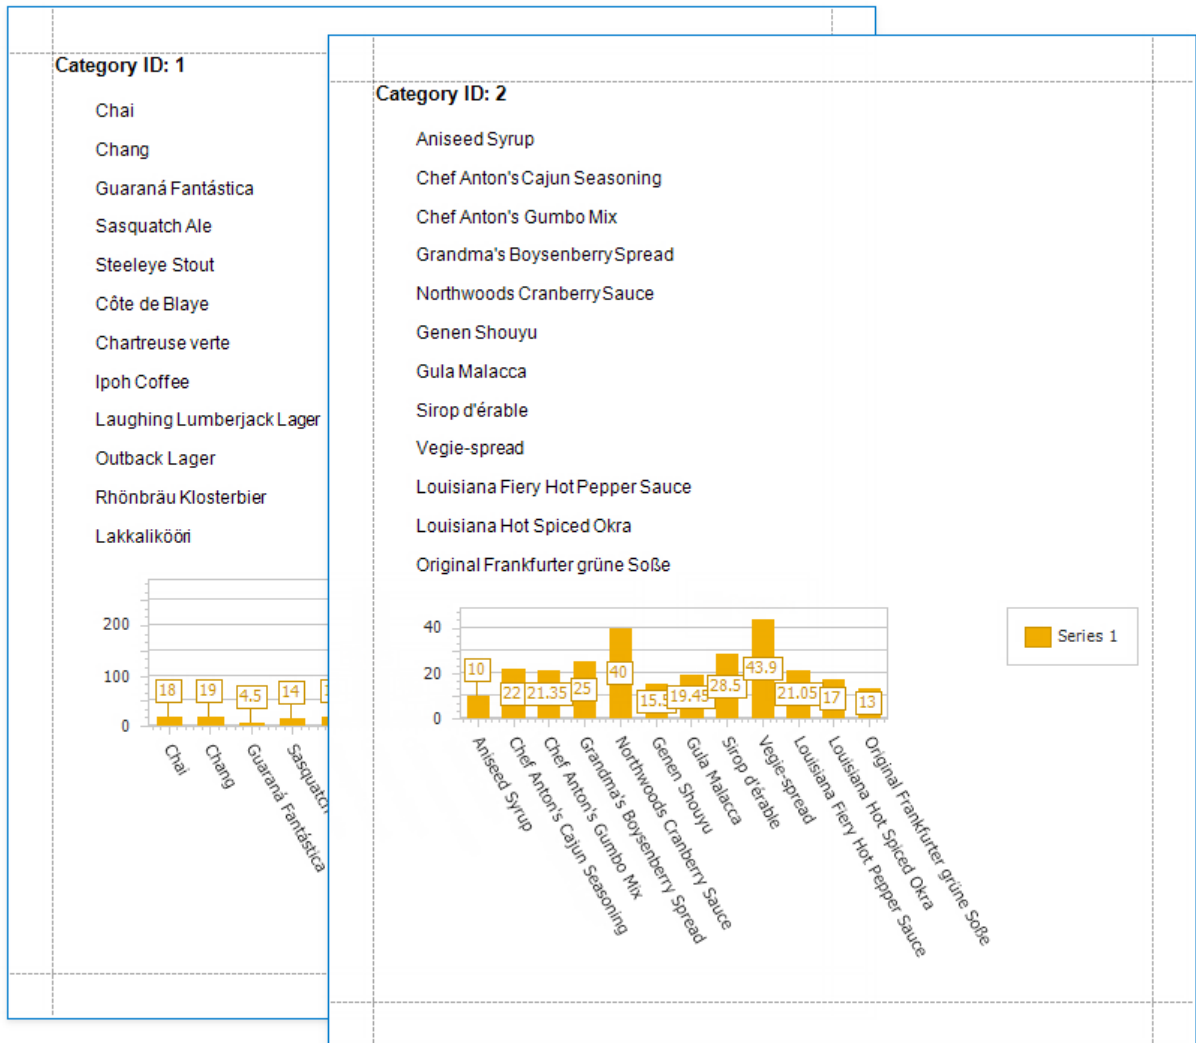 Category ID: 1
Chai
Chang
Guaraná Fantástica
Sasquatch Ale
Steeleye Stout
Côte de Blaye
Chartreuse verte
Ipoh Coffee
Laughing Lumberjack Lager
Outback Lager
Rhönbräu Klosterbier
Lakkalikööri
200
100
0
18
19
4.5
14
Chai
Chang
Guaraná Fantástica
Category ID: 2
Aniseed Syrup
Chef Anton's Cajun Seasoning
Chef Anton's Gumbo Mix
Grandma's Boysenberry Spread
Northwoods Cranberry Sauce
Genen Shouyu
Gula Malacca
Sirop d'érable
Vegie-spread
Louisiana Fiery Hot Pepper Sauce
Louisiana Hot Spiced Okra
Original Frankfurter grüne Soße
40
20
0
10
22
21.35
25
40
15.5
19.45
28.5
43.9
21.05
17
13
Aniseed Syrup
Chef Anton's Cajun Seasoning
Chef Anton's Gumbo Mix
Grandma's Boysenberry Spread
Northwoods Cranberry Sauce
Genen Shouyu
Gula Malacca
Sirop d'érable
Vegie-spread
Louisiana Fiery Hot Pepper Sauce
Louisiana Hot Spiced Okra
Original Frankfurter grüne Soße
Series 1